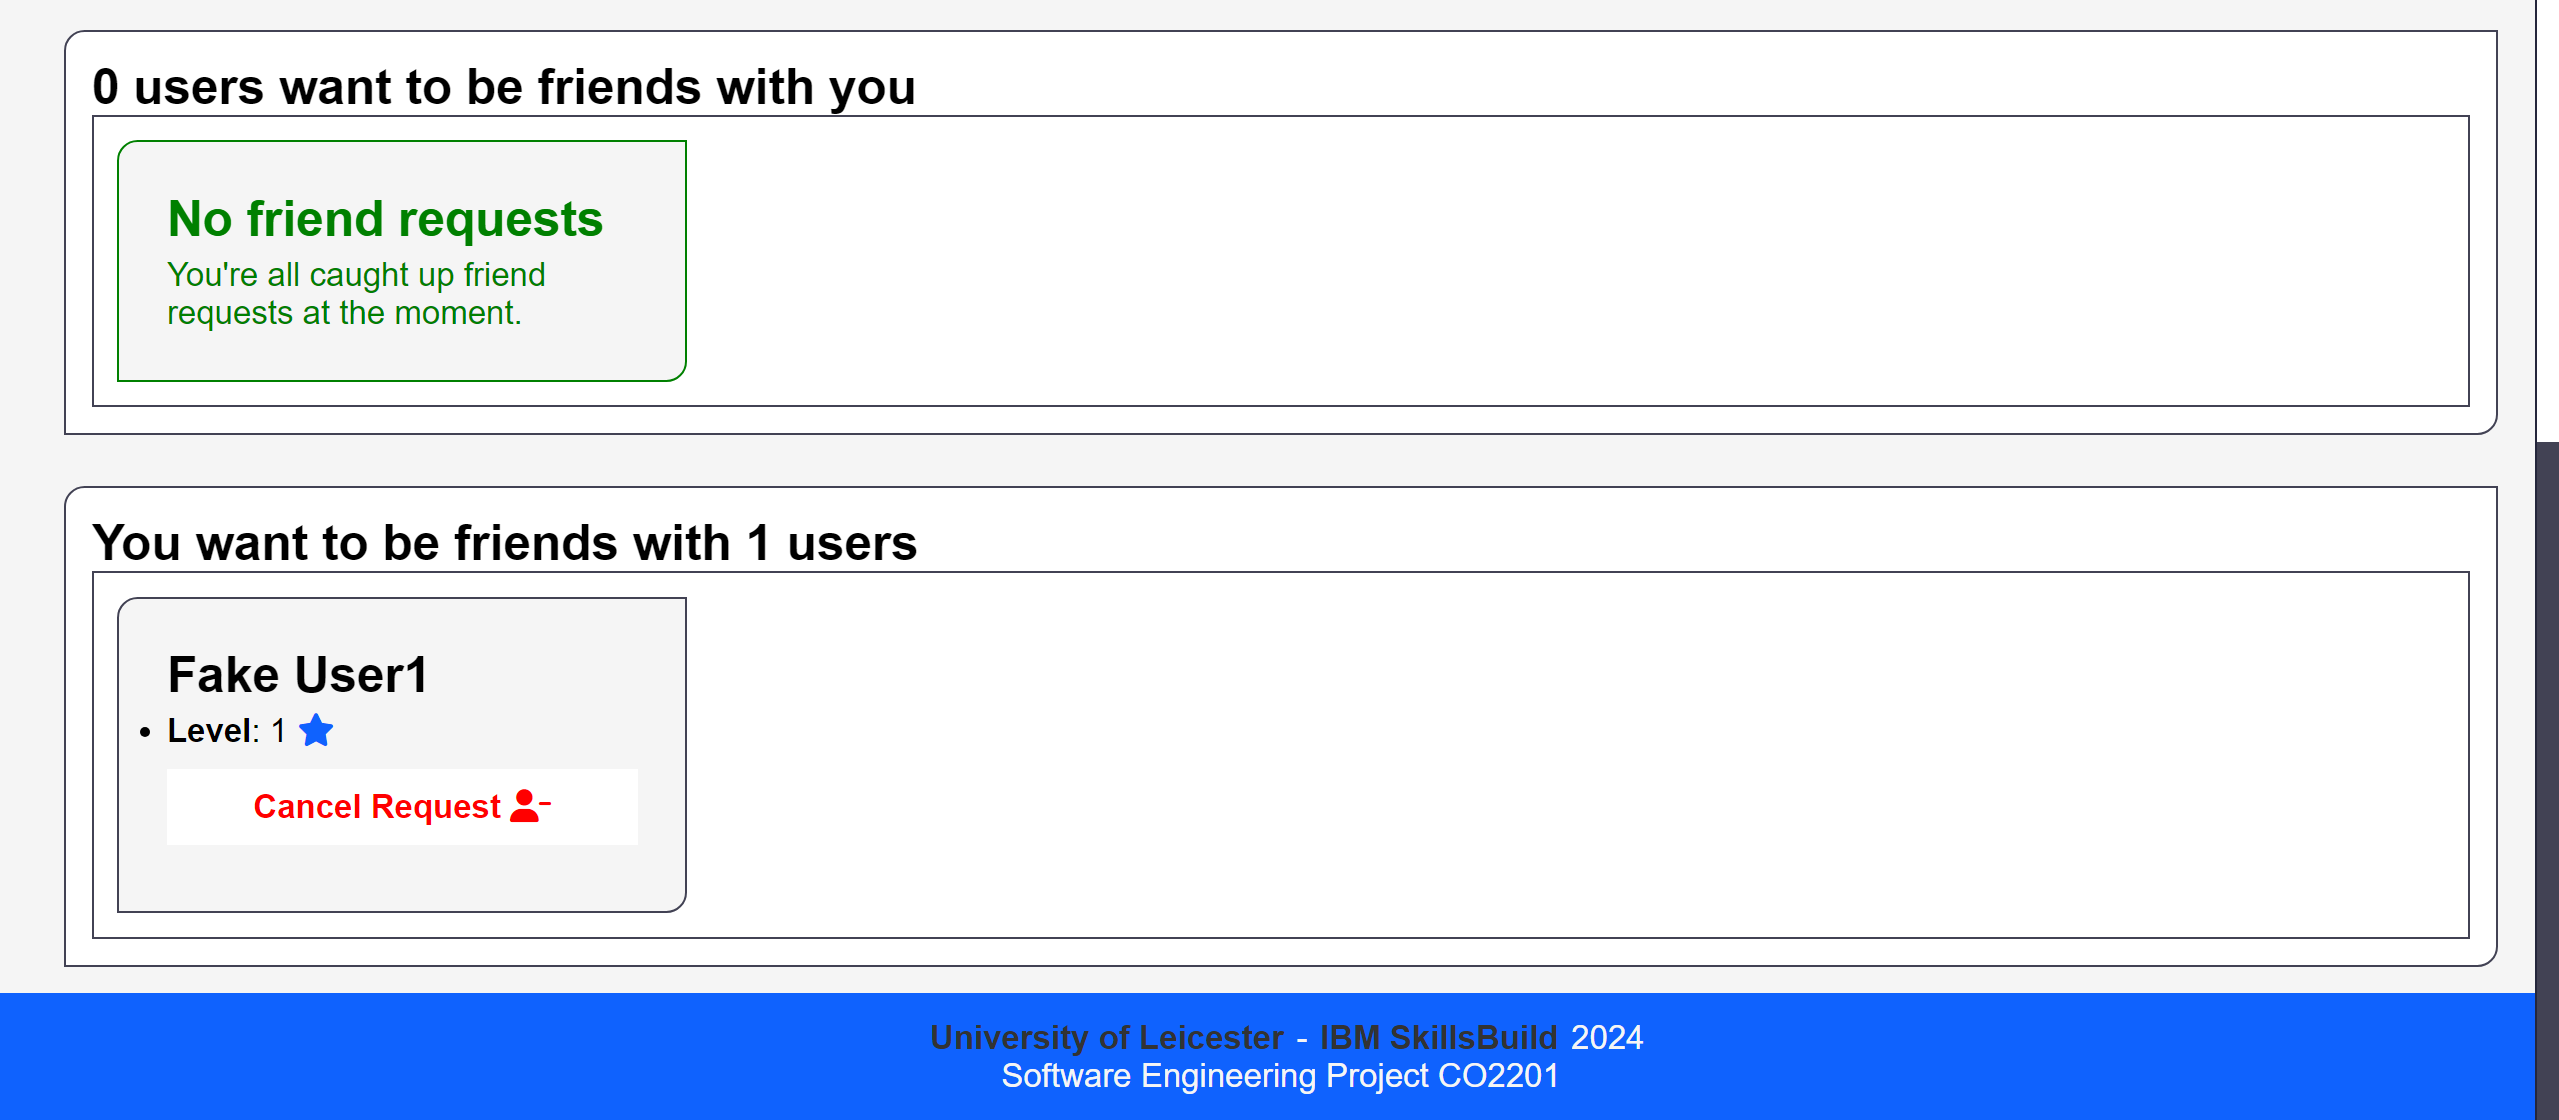 0 users want to be friends with you
No friend requests
You're all caught up friend
requests at the moment.
You want to be friends with 1 users
Fake User1
Level: 1
Cancel Request
University of Leicester - IBM SkillsBuild 2024
Software Engineering Project CO2201